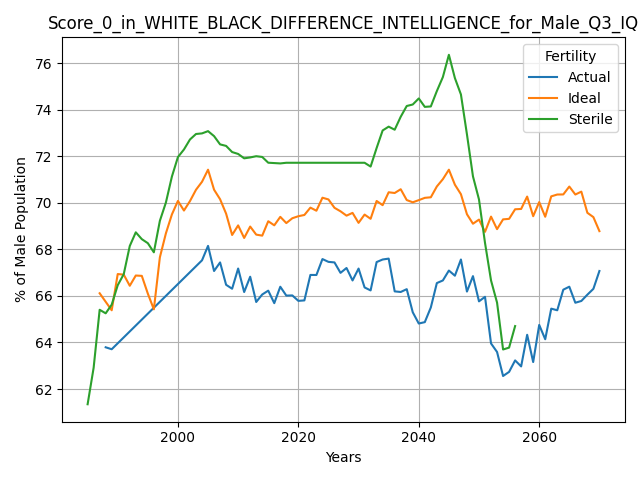 Score_0_in_WHITE_BLACK_DIFFERENCE_INTELLIGENCE_for_Male_Q3_IQ
76
74
72
70
68
66
64
62
% of Male Population
Fertility
Actual
Ideal
Sterile
2000
2020
2040
2060
Years